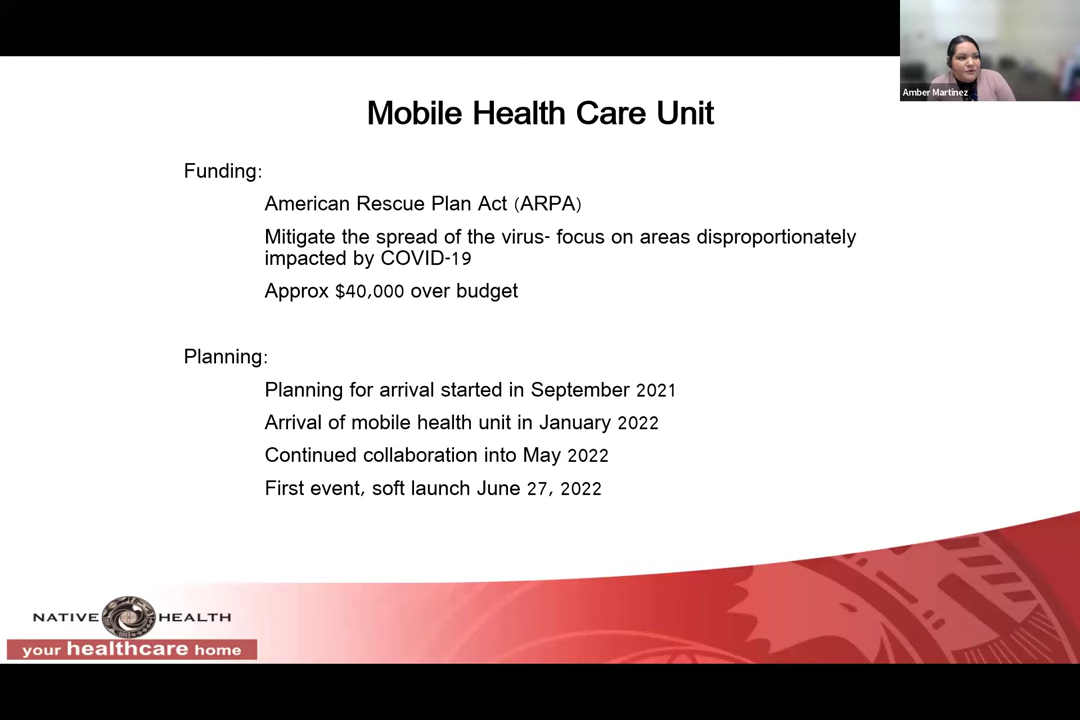 Amber Martinez
Mobile Health Care Unit
Funding:
American Rescue Plan Act (ARPA)
Mitigate the spread of the virus- focus on areas disproportionately
impacted by COVID-19
Approx $40,000 over budget
Planning:
Planning for arrival started in September 2021
Arrival of mobile health unit in January 2022
Continued collaboration into May 2022
First event, soft launch June 27, 2022
NATIVE HEALTH
your healthcare home